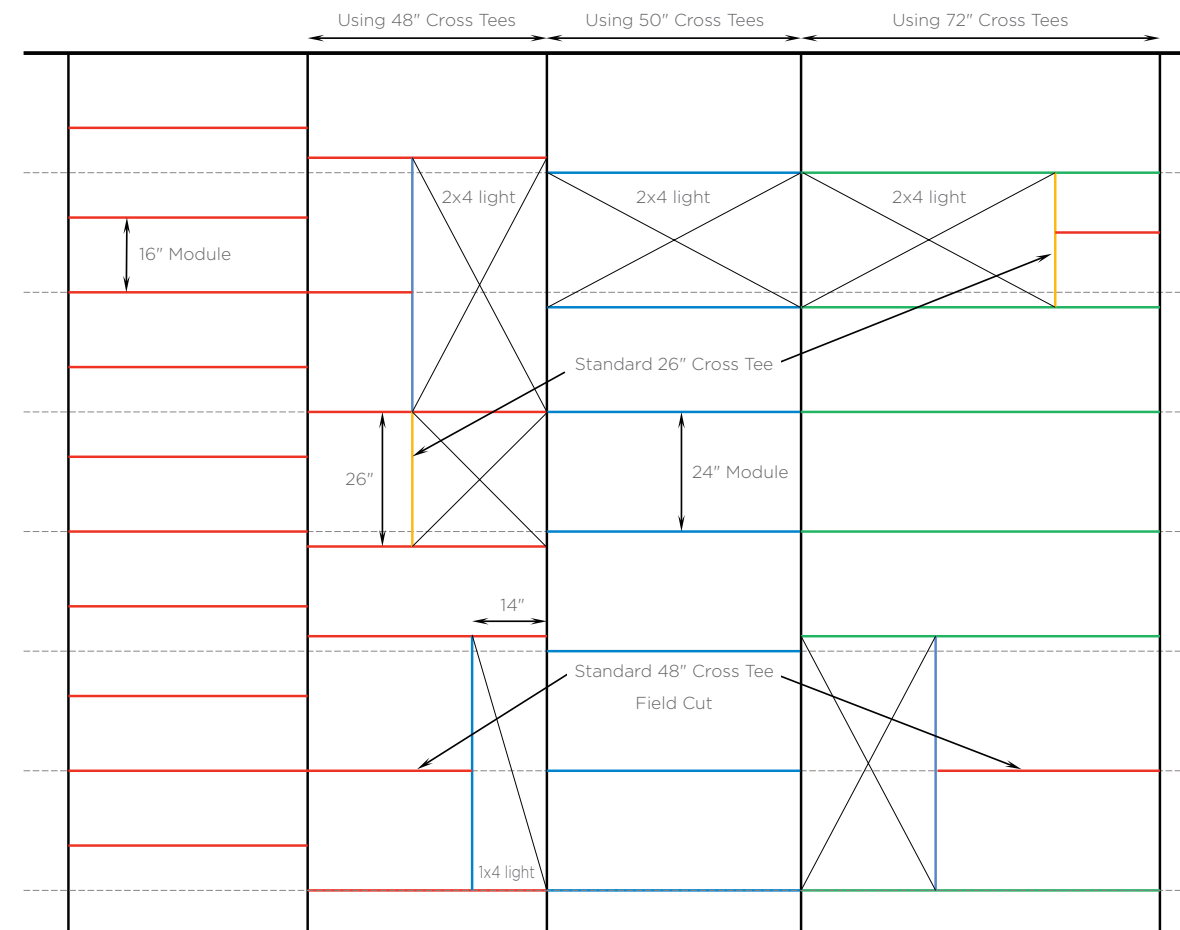 Using 48" Cross Tees
Using 50" Cross Tees
Using 72" Cross Tees
2x4 light
2x4 light
2x4 light
16" Module
Standard 26" Cross Tee
26"
24" Module
14"
Standard 48" Cross Tee
Field Cut
1x4 light